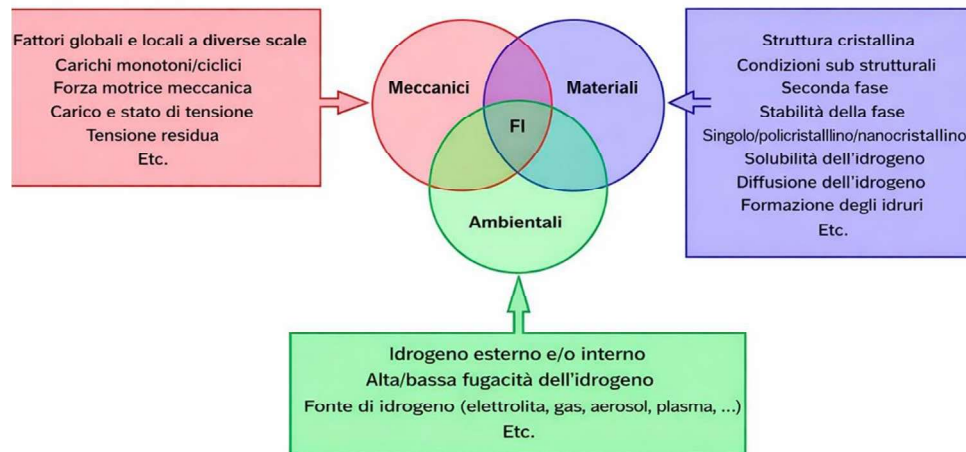 Fattori globali e locali a diverse scale
Carichi monotoni/ciclici
Forza motrice meccanica
Carico e stato di tensione
Tensione residua
Etc.
Meccanici
Materiali
FI
Ambientali
Struttura cristallina
Condizioni sub strutturali
Seconda fase
Stabilità della fase
Singolo/policristalllino/nanocristallino
Solubilità dell'idrogeno
Diffusione dell'idrogeno
Formazione degli idruri
Etc.
Idrogeno esterno e/o interno
Alta/bassa fugacità dell'idrogeno
Fonte di idrogeno (elettrolita, gas, aerosol, plasma, ...)
Etc.